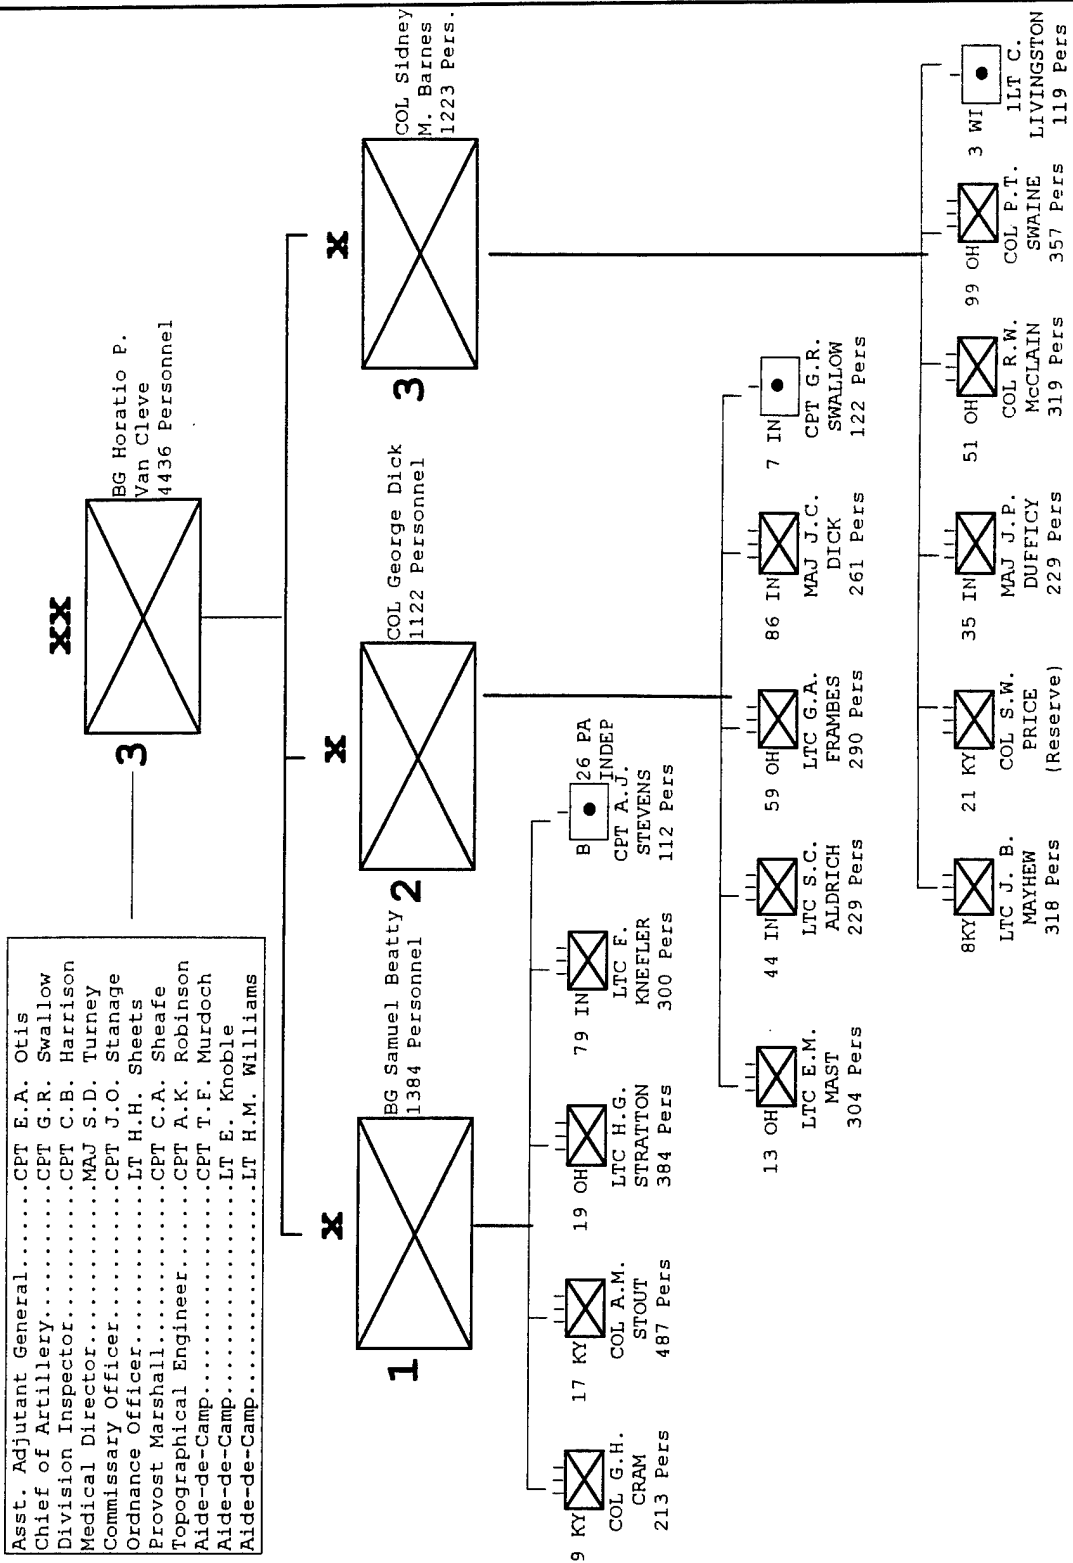 Asst. Adjutant General.......CPT E.A. Otis
Chief of Artillery...........CPT G.R. Swallow
Division Inspector...........CPT C.B. Harrison
Medical Director.............MAJ S.D. Turney
Commissary Officer...........CPT J.O. Stanage
Ordnance Officer.............LT H.H. Sheets
Provost Marshall.............CPT C.A. Sheafe
Topographical Engineer.......CPT A.K. Robinson
Aide-de-Camp.................CPT T.F. Murdoch
Aide-de-Camp.................LT E. Knoble
Aide-de-Camp.................LT H.M. Williams
XX
3
BG Horatio P.
Van Cleve
4436 Personnel
X
1
BG Samuel Beatty
1384 Personnel
X
2
COL George Dick
1122 Personnel
X
3
COL Sidney
M. Barnes
1223 Pers.
9 KY
COL G.H.
CRAM
213 Pers
17 KY
COL A.M.
STOUT
487 Pers
19 OH
LTC H.G.
STRATTON
384 Pers
79 IN
LTC F.
KNEFLER
300 Pers
B 26 PA
INDEP
CPT A.J.
STEVENS
112 Pers
13 OH
LTC E.M.
MAST
304 Pers
44 IN
LTC S.C.
ALDRICH
229 Pers
59 OH
LTC G.A.
FRAMBES
290 Pers
86 IN
MAJ J.C.
DICK
261 Pers
7 IN
CPT G.R.
SWALLOW
122 Pers
8KY
LTC J. B.
MAYHEW
318 Pers
21 KY
COL S.W.
PRICE
(Reserve)
35 IN
MAJ J.P.
DUFFICY
229 Pers
51 OH
COL R.W.
McCLAIN
319 Pers
99 OH
COL P.T.
SWAINE
357 Pers
3 WI
1LT C.
LIVINGSTON
119 Pers